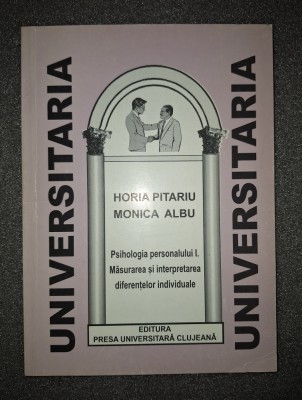 UNIVERSITARIA
HORIA PITARIU
MONICA ALBU
Psihologia personalului I.
Măsurarea și interpretarea
diferențelor individuale
EDITURA
PRESA UNIVERSITARĂ CLUJEANĂ
UNIVERSITARIA